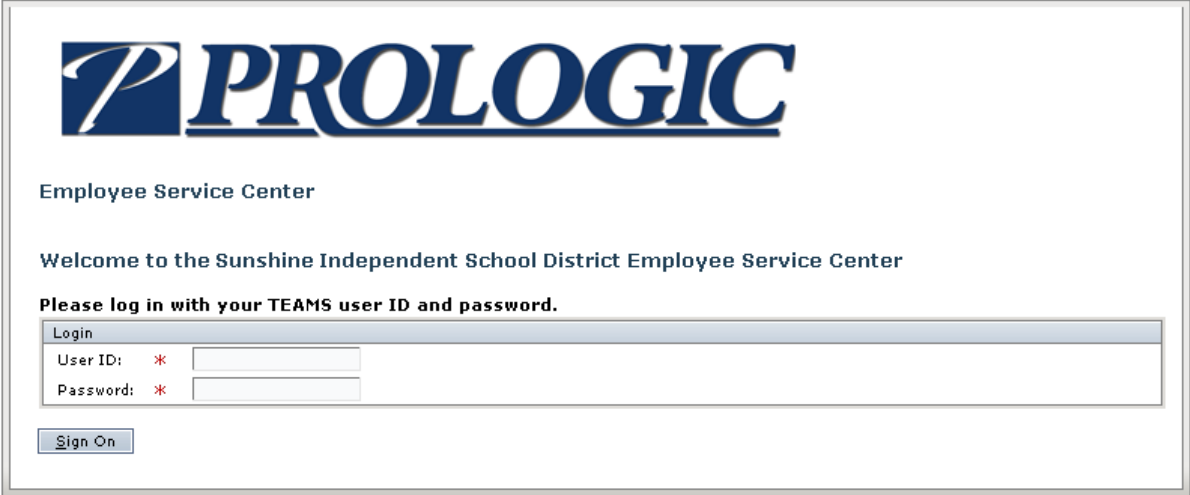 P PROLOGIC
Employee Service Center
Welcome to the Sunshine Independent School District Employee Service Center
Please log in with your TEAMS user ID and password.
Login
User ID: *
Password: *
Sign On